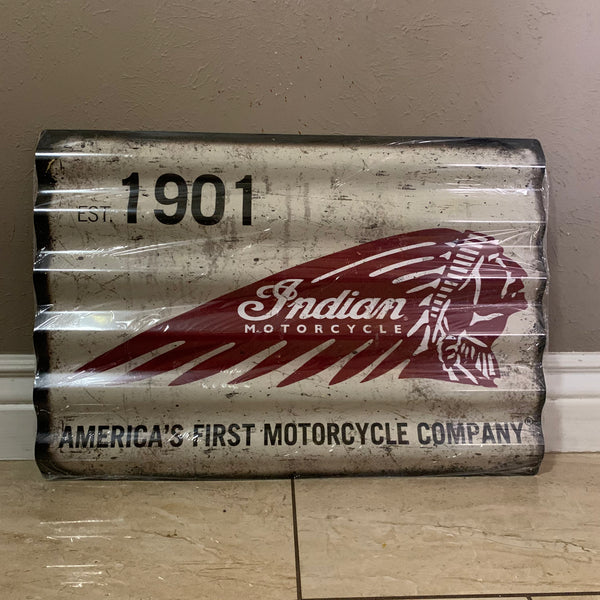 EST. 1901
Indian
MOTORCYCLE
AMERICA'S FIRST MOTORCYCLE COMPANY®